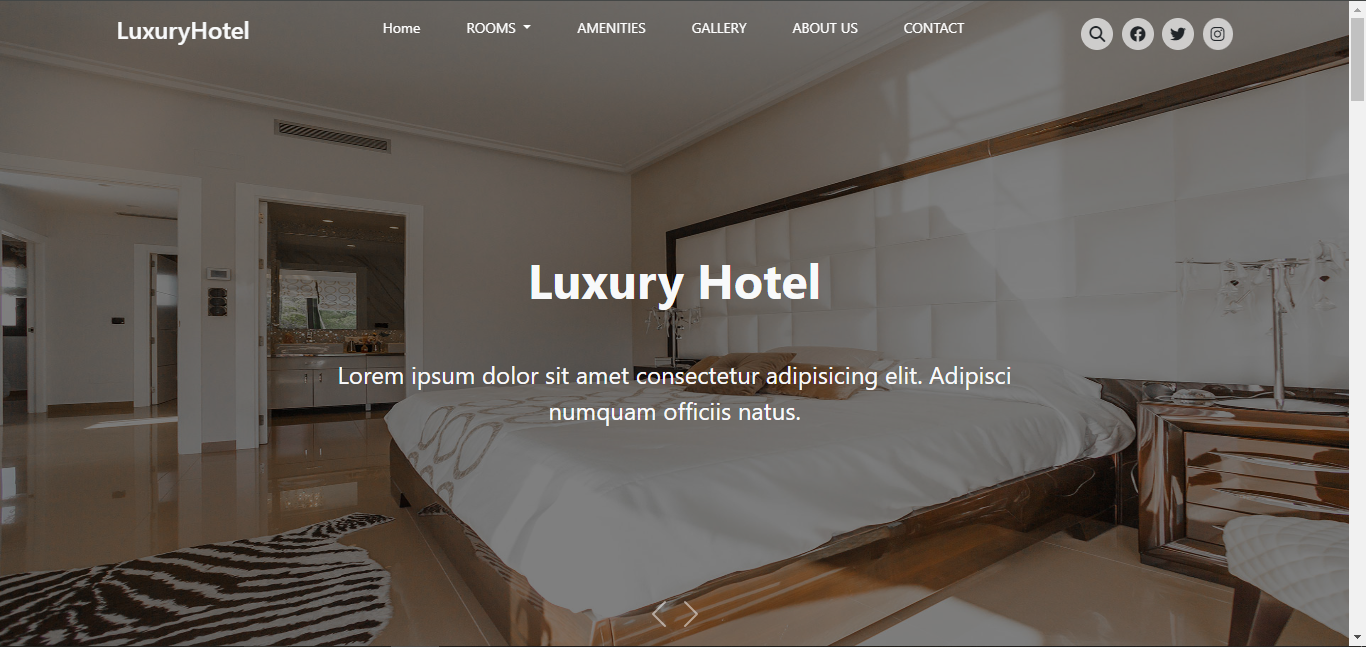 LuxuryHotel
Home ROOMS AMENITIES GALLERY ABOUT US CONTACT
Luxury Hotel
Lorem ipsum dolor sit amet consectetur adipisicing elit. Adipisci
numquam officiis natus.